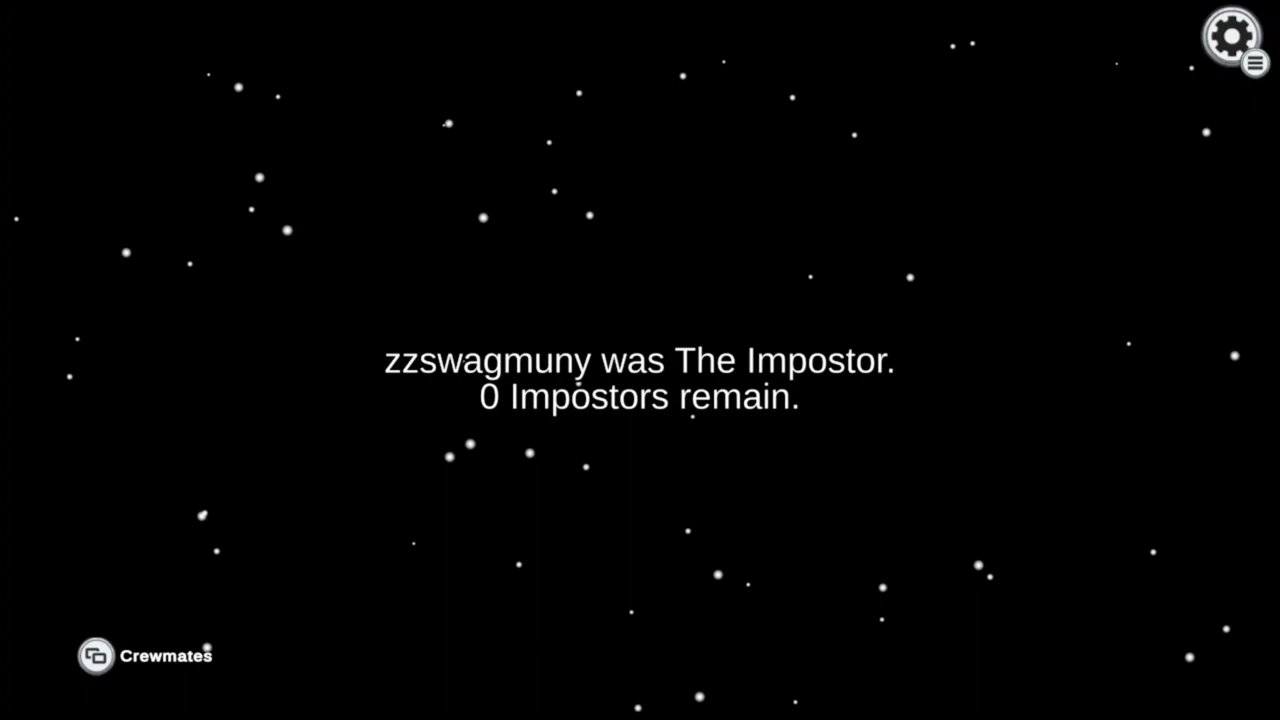 zzswagmuny was The Impostor.
0 Impostors remain.
Crewmates